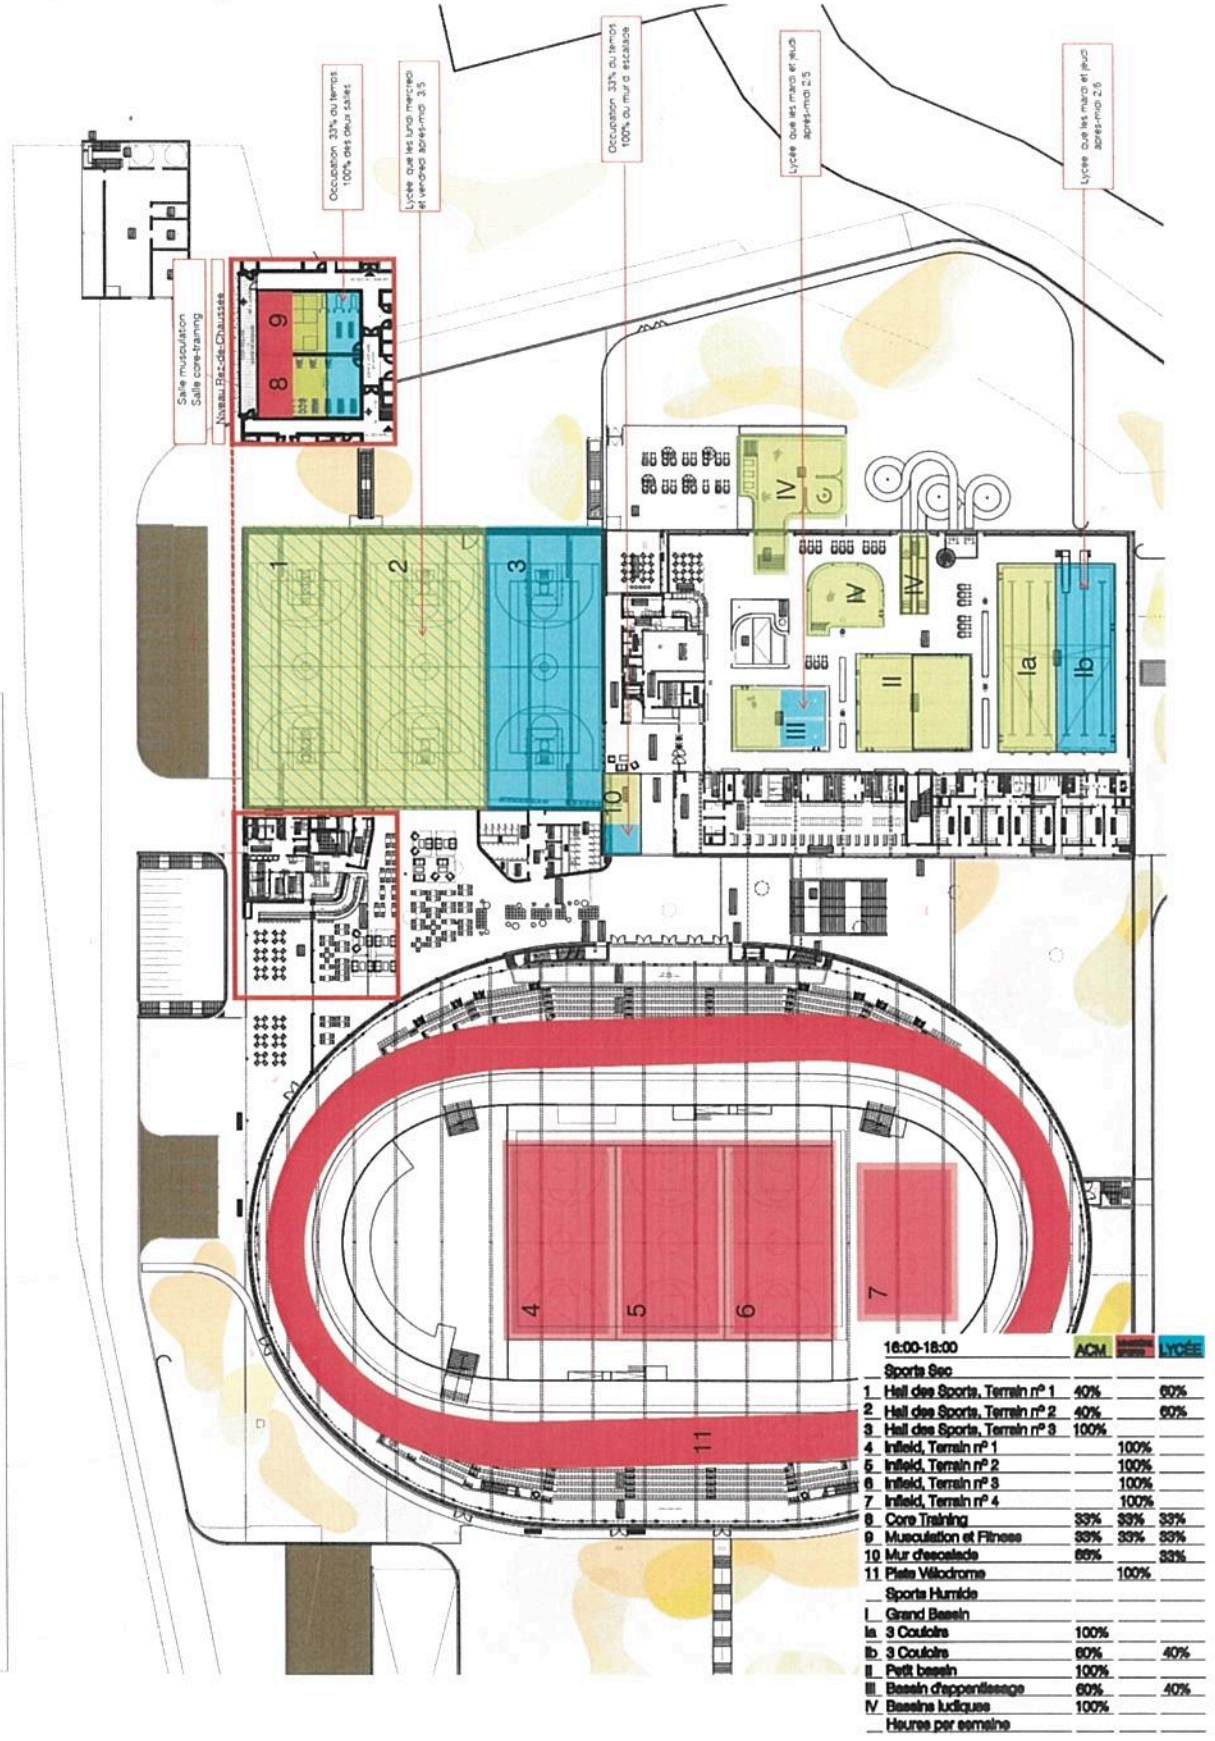 Occupation 33% du temps
100% des deux salles
Lycée que les lundi mercredi
et vendredi après-midi 3/5
Occupation 33% du temps
100% du mur d escalade
Lycée que les mardi et jeudi
après-midi 2/5
Lycée que les mardi et jeudi
après-midi 2/5
Salle musculation
Salle core-training
Niveau Rez-de-Chaussée
8
9
1
2
3
10
IV
IV
IV
III
II
Ia
Ib
4
5
6
7
11
16:00-18:00 ACM LYCÉE
Sports Sec
1 Hall des Sports, Terrain nº 1 40% 60%
2 Hall des Sports, Terrain nº 2 40% 60%
3 Hall des Sports, Terrain nº 3 100%
4 Infield, Terrain nº 1 100%
5 Infield, Terrain nº 2 100%
6 Infield, Terrain nº 3 100%
7 Infield, Terrain nº 4 100%
8 Core Training 33% 33% 33%
9 Musculation et Fitness 33% 33% 33%
10 Mur d'escalade 66% 33%
11 Piste Vélodrome 100%
Sports Humide
I Grand Bassin
Ia 3 Couloirs 100%
Ib 3 Couloirs 60% 40%
II Petit bassin 100%
III Bassin d'apprentissage 60% 40%
IV Bassins ludiques 100%
Heures par semaine